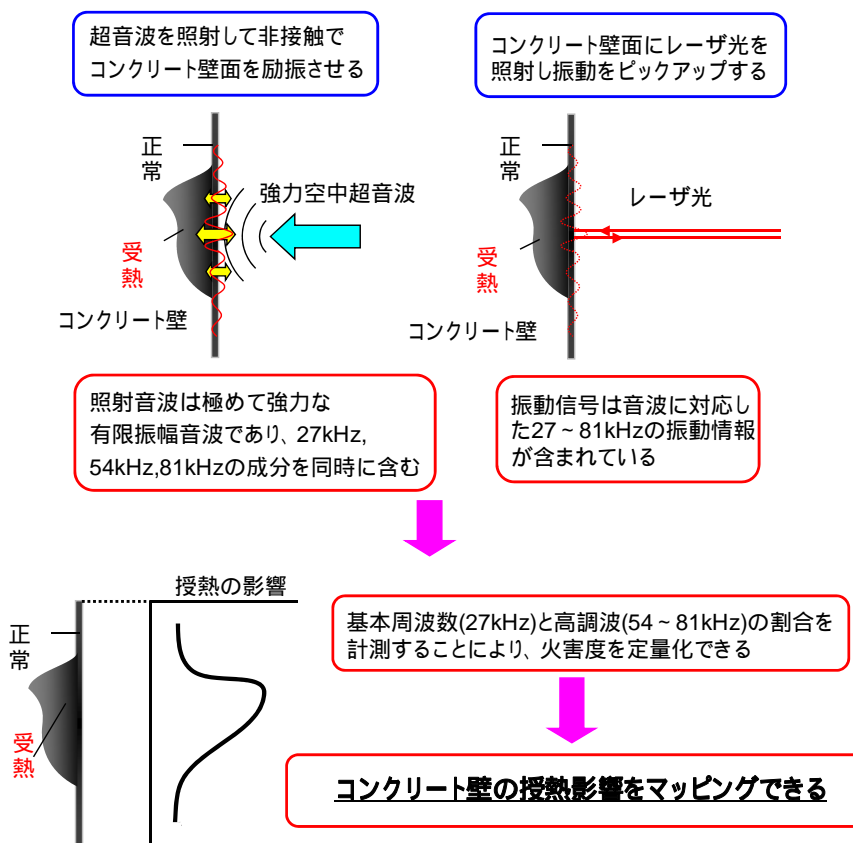 超音波を照射して非接触で
コンクリート壁面を励振させる
コンクリート壁面にレーザ光を
照射し振動をピックアップする
正
常
強力空中超音波
受
熱
コンクリート壁
正
常
レーザ光
受
熱
コンクリート壁
照射音波は極めて強力な
有限振幅音波であり、27kHz,
54kHz,81kHzの成分を同時に含む
振動信号は音波に対応し
た27~81kHzの振動情報
が含まれている
授熱の影響
正
常
受
熱
基本周波数(27kHz)と高調波(54~81kHz)の割合を
計測することにより、火害度を定量化できる
コンクリート壁の授熱影響をマッピングできる